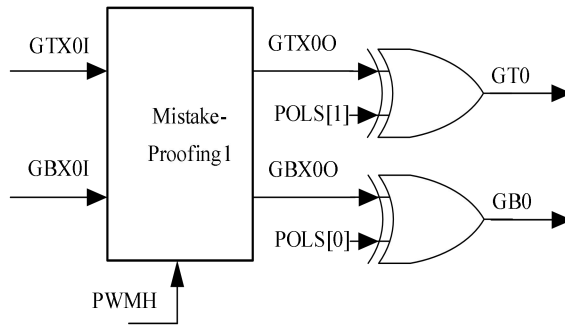 GTX0I
GTX0O
GT0
POLS[1]
Mistake-
Proofing1
GBX0I
GBX0O
GB0
POLS[0]
PWMH